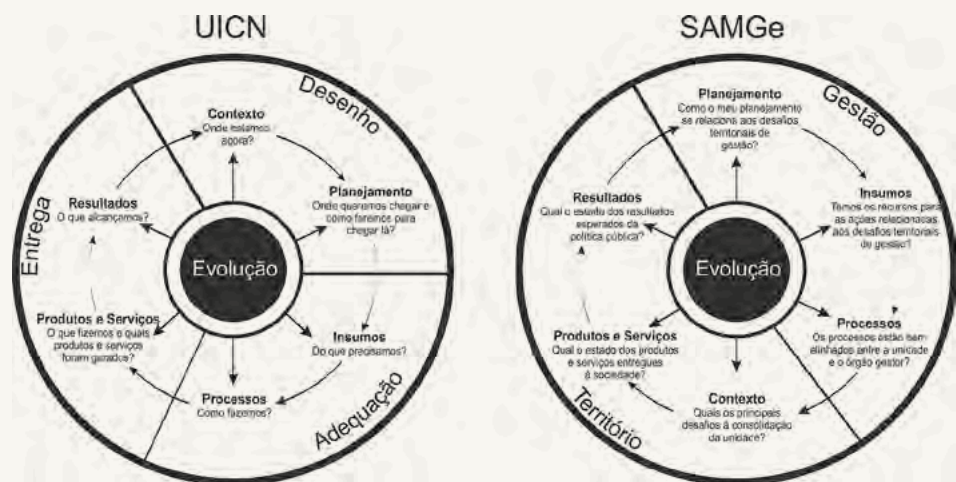 UICN
Desenho
Contexto
Onde estamos
agora?
Planejamento
Onde queremos chegar e
como faremos para
chegar lá?
Insumos
Do que precisamos?
Adequação
Processos
Como fazemos?
Produtos e Serviços
O que fizemos e quais
produtos e serviços
foram gerados?
Entrega
Resultados
O que alcançamos?
Evolução
SAMGe
Gestão
Planejamento
Como o meu planejamento
se relaciona aos desafios
territoriais de
gestão?
Insumos
Temos os recursos para
as ações relacionadas
aos desafios territoriais
de gestão?
Processos
Os processos estão bem
alinhados entre a unidade
e o órgão gestor?
Contexto
Quais os principais
desafios à consolidação
da unidade?
Território
Produtos e Serviços
Qual o estado dos produtos
e serviços entregues
à sociedade?
Resultados
Qual o estado dos resultados
esperados da
política pública?
Evolução